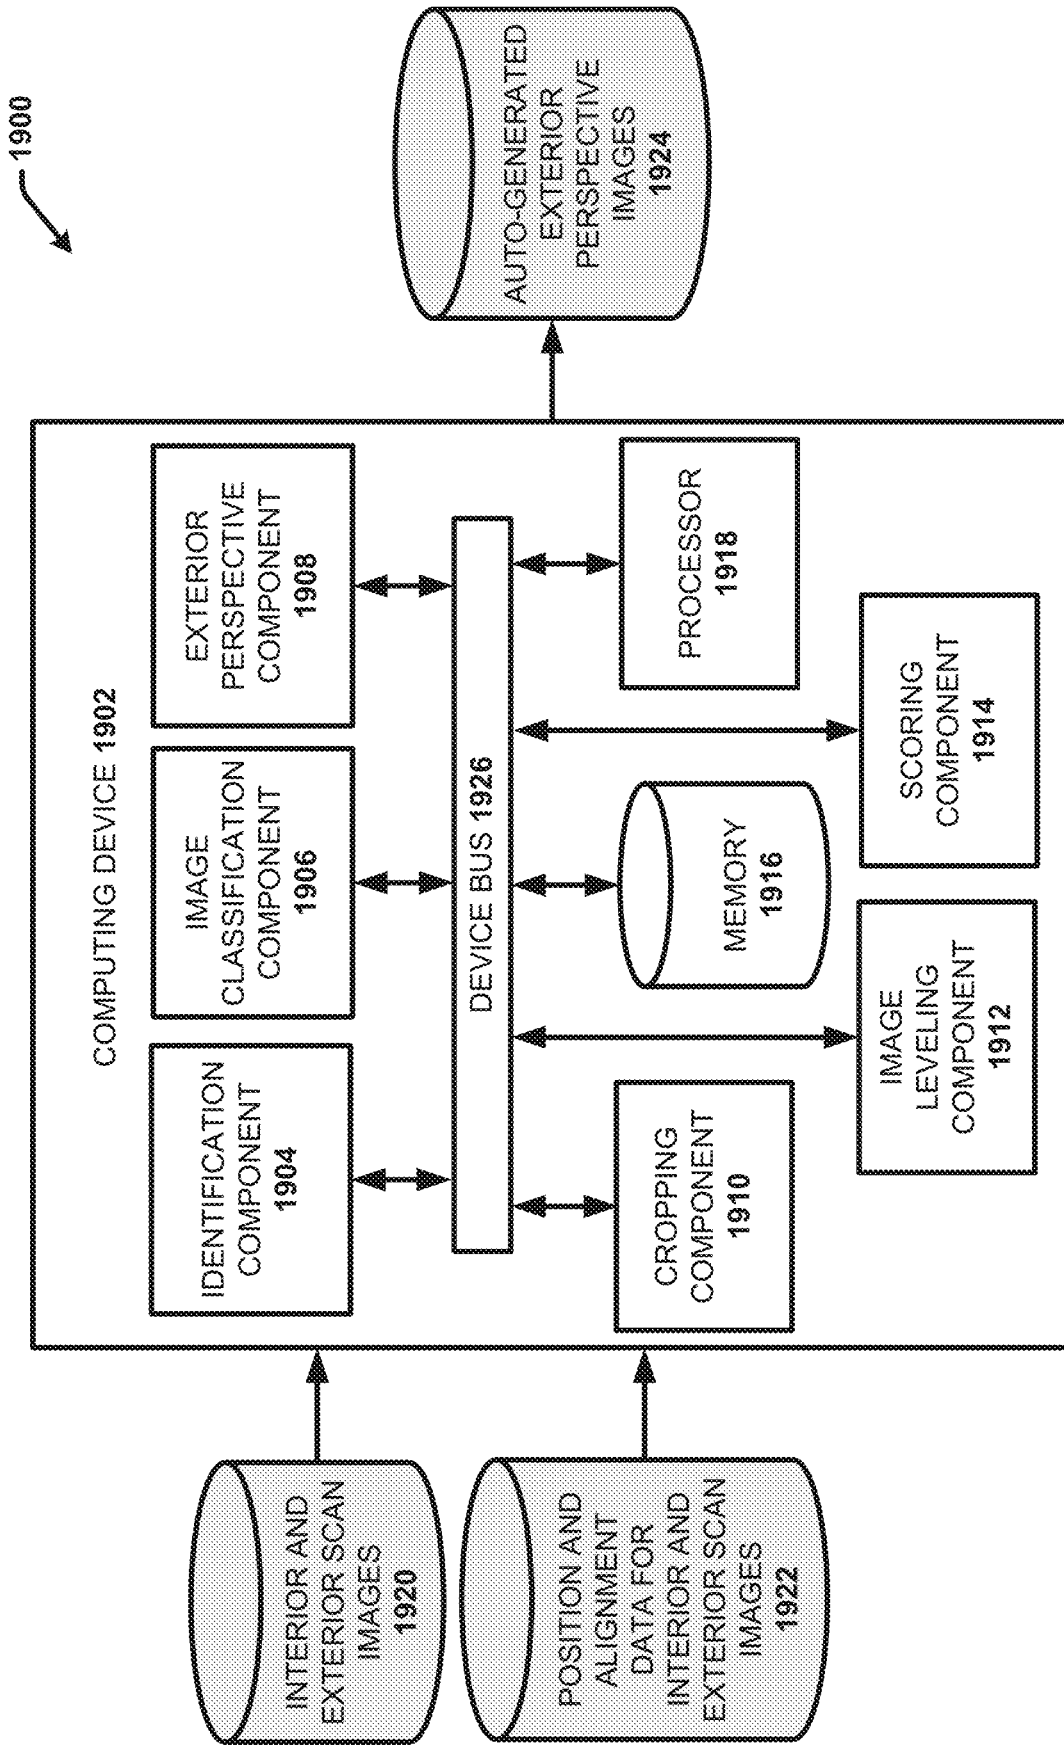 1900
COMPUTING DEVICE 1902
IDENTIFICATION
COMPONENT
1904
IMAGE
CLASSIFICATION
COMPONENT
1906
EXTERIOR
PERSPECTIVE
COMPONENT
1908
INTERIOR AND
EXTERIOR SCAN
IMAGES
1920
DEVICE BUS 1926
AUTO-GENERATED
EXTERIOR
PERSPECTIVE
IMAGES
1924
POSITION AND
ALIGNMENT
DATA FOR
INTERIOR AND
EXTERIOR SCAN
IMAGES
1922
CROPPING
COMPONENT
1910
MEMORY
1916
PROCESSOR
1918
IMAGE
LEVELING
COMPONENT
1912
SCORING
COMPONENT
1914